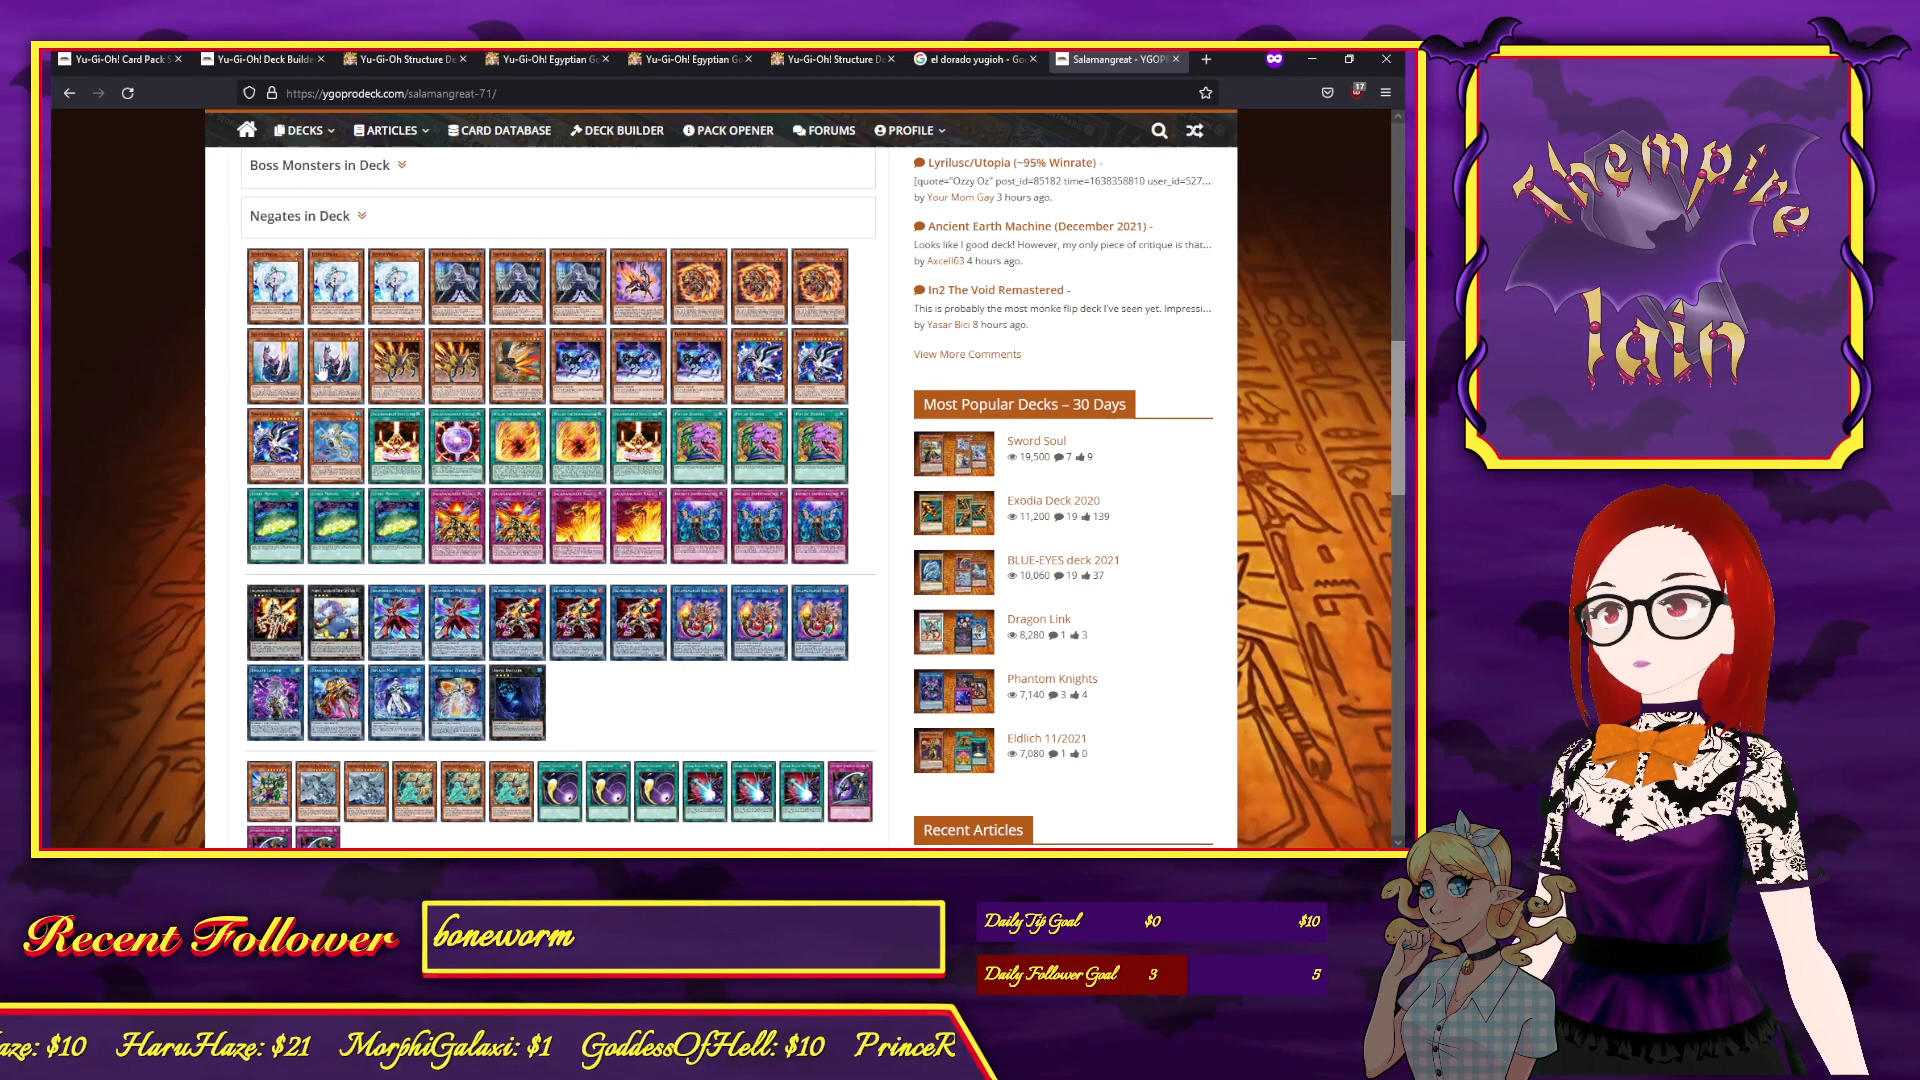 Yu-Gi-Oh! Card Pack S
Yu-Gi-Oh! Deck Builde
Yu-Gi-Oh Structure De
Yu-Gi-Oh! Egyptian Go
Yu-Gi-Oh! Egyptian Go
Yu-Gi-Oh! Structure De
el dorado yugioh - Goo
Salamangreat - YGOPR
https://ygoprodeck.com/salamangreat-71/
17
DECKS
ARTICLES
CARD DATABASE
DECK BUILDER
PACK OPENER
FORUMS
PROFILE
Boss Monsters in Deck
Negates in Deck
Lyrilusc/Utopia (~95% Winrate) -
[quote="Ozzy Oz" post_id=85182 time=1638358810 user_id=527...
by Your Mom Gay 3 hours ago.
Ancient Earth Machine (December 2021) -
Looks like I good deck! However, my only piece of critique is that...
by Axcell63 4 hours ago.
In2 The Void Remastered -
This is probably the most monke flip deck I've seen yet. Impressi...
by Yasar Bici 8 hours ago.
View More Comments
Most Popular Decks – 30 Days
Sword Soul
19,500 7 9
Exodia Deck 2020
11,200 19 139
BLUE-EYES deck 2021
10,060 19 37
Dragon Link
8,280 1 3
Phantom Knights
7,140 3 4
Eldlich 11/2021
7,080 1 0
Recent Articles
Thempire
Iain
Recent Follower
boneworm
Daily Tip Goal $0 $10
Daily Follower Goal 3 5
aze: $10 HaruHaze: $21 MorphiGalaxi: $1 GoddessOfHell: $10 PrinceR